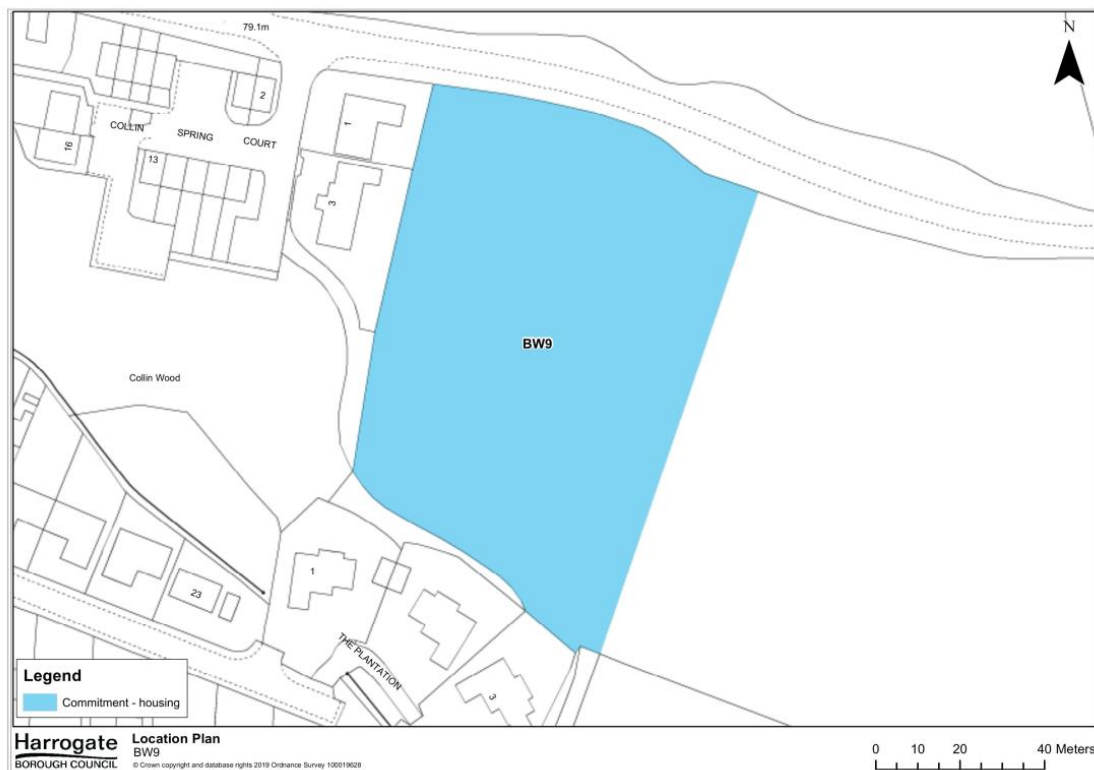 79.1m
N
2
COLLIN
SPRING
COURT
1
16
13
3
BW9
Collin Wood
1
23
THE PLANTATION
3
Legend
Commitment - housing
Harrogate
BOROUGH COUNCIL
Location Plan
BW9
© Crown copyright and database rights 2019 Ordnance Survey 100019628
0 10 20 40 Meters